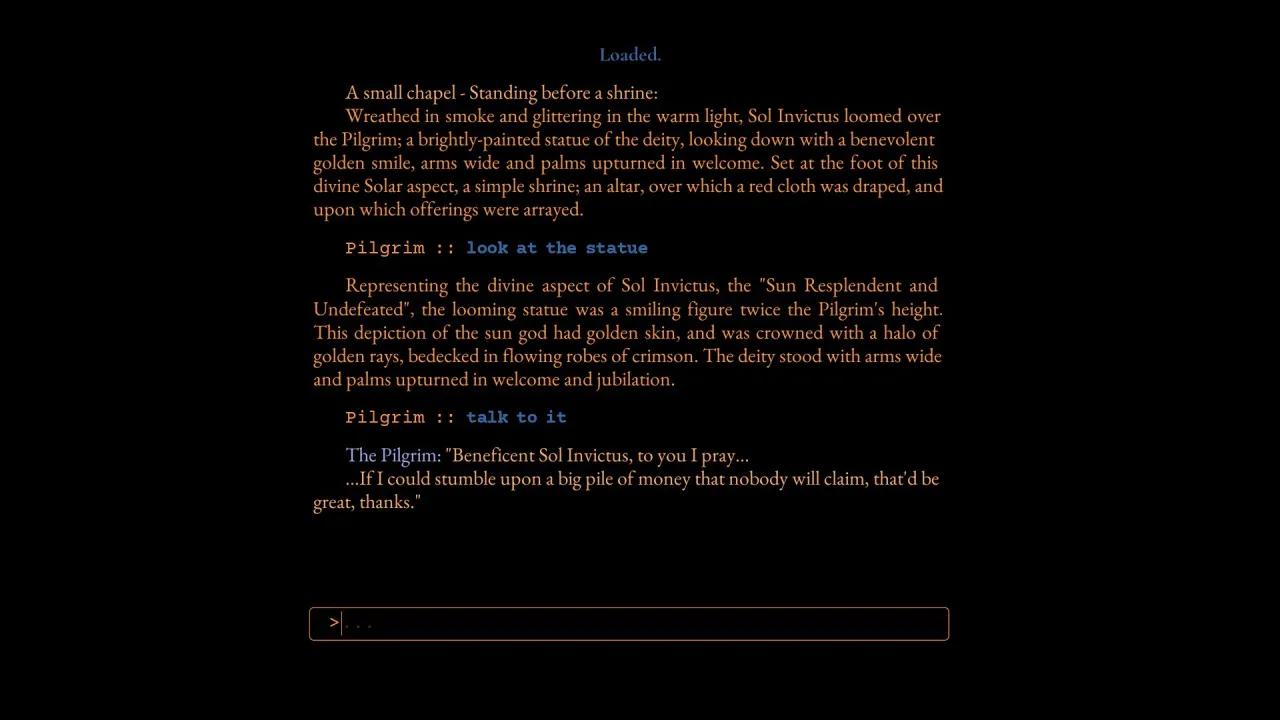 Loaded.
A small chapel - Standing before a shrine:
Wreathed in smoke and glittering in the warm light, Sol Invictus loomed over
the Pilgrim; a brightly-painted statue of the deity, looking down with a benevolent
golden smile, arms wide and palms upturned in welcome. Set at the foot of this
divine Solar aspect, a simple shrine; an altar, over which a red cloth was draped, and
upon which offerings were arrayed.
Pilgrim :: look at the statue
Representing the divine aspect of Sol Invictus, the "Sun Resplendent and
Undefeated", the looming statue was a smiling figure twice the Pilgrim's height.
This depiction of the sun god had golden skin, and was crowned with a halo of
golden rays, bedecked in flowing robes of crimson. The deity stood with arms wide
and palms upturned in welcome and jubilation.
Pilgrim :: talk to it
The Pilgrim: "Beneficent Sol Invictus, to you I pray...
...If I could stumble upon a big pile of money that nobody will claim, that'd be
great, thanks."
>...